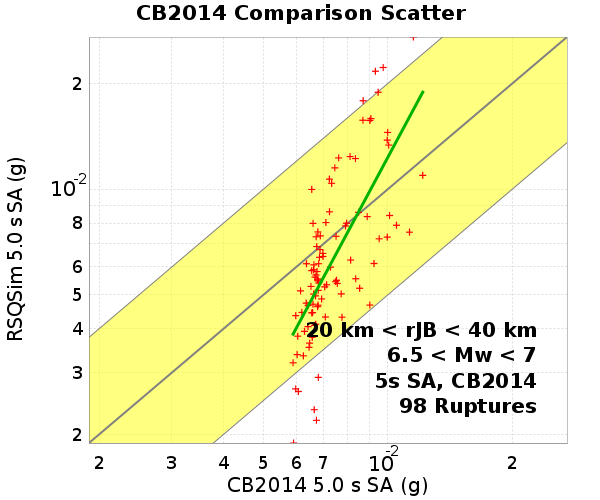 CB2014 Comparison Scatter
RSQSim 5.0 s SA (g)
2
10-2
8
6
5
4
3
2
20 km < rJB < 40 km
6.5 < Mw < 7
5s SA, CB2014
98 Ruptures
2 3 4 5 6 7 10-2 2
CB2014 5.0 s SA (g)